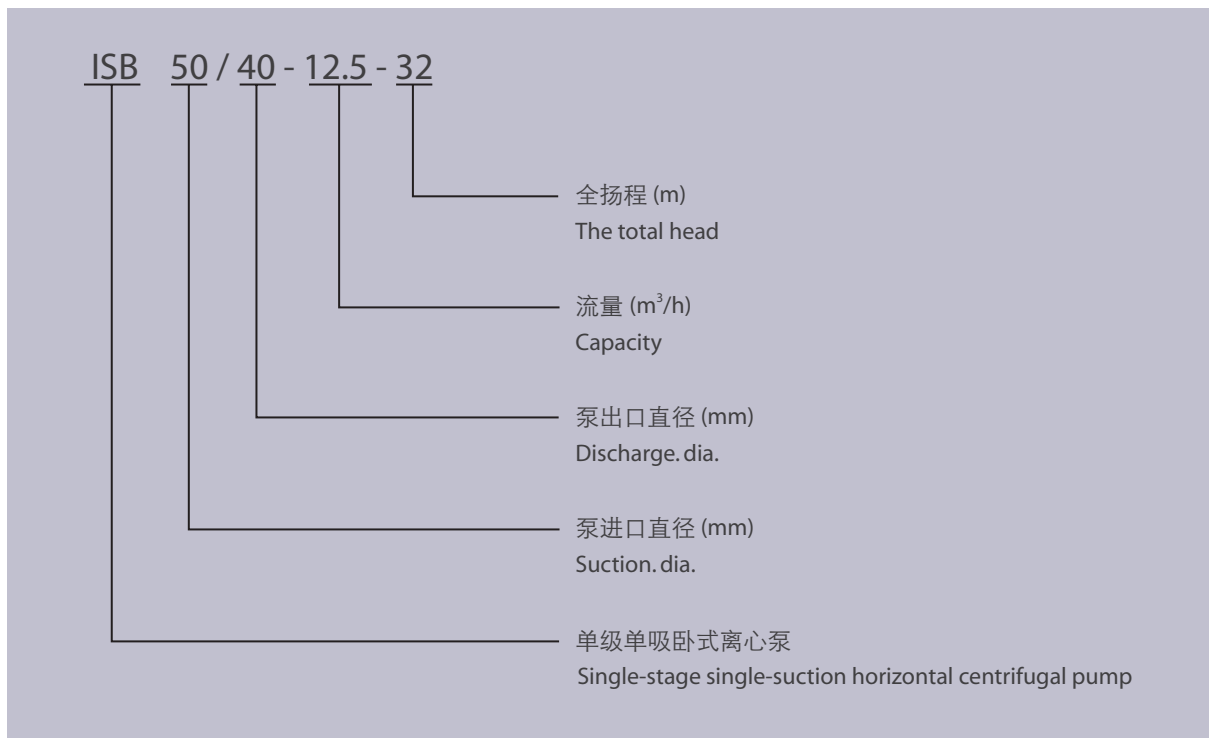 ISB 50 / 40 - 12.5 - 32
全扬程 (m)
The total head
流量 (m³/h)
Capacity
泵出口直径 (mm)
Discharge. dia.
泵进口直径 (mm)
Suction. dia.
单级单吸卧式离心泵
Single-stage single-suction horizontal centrifugal pump